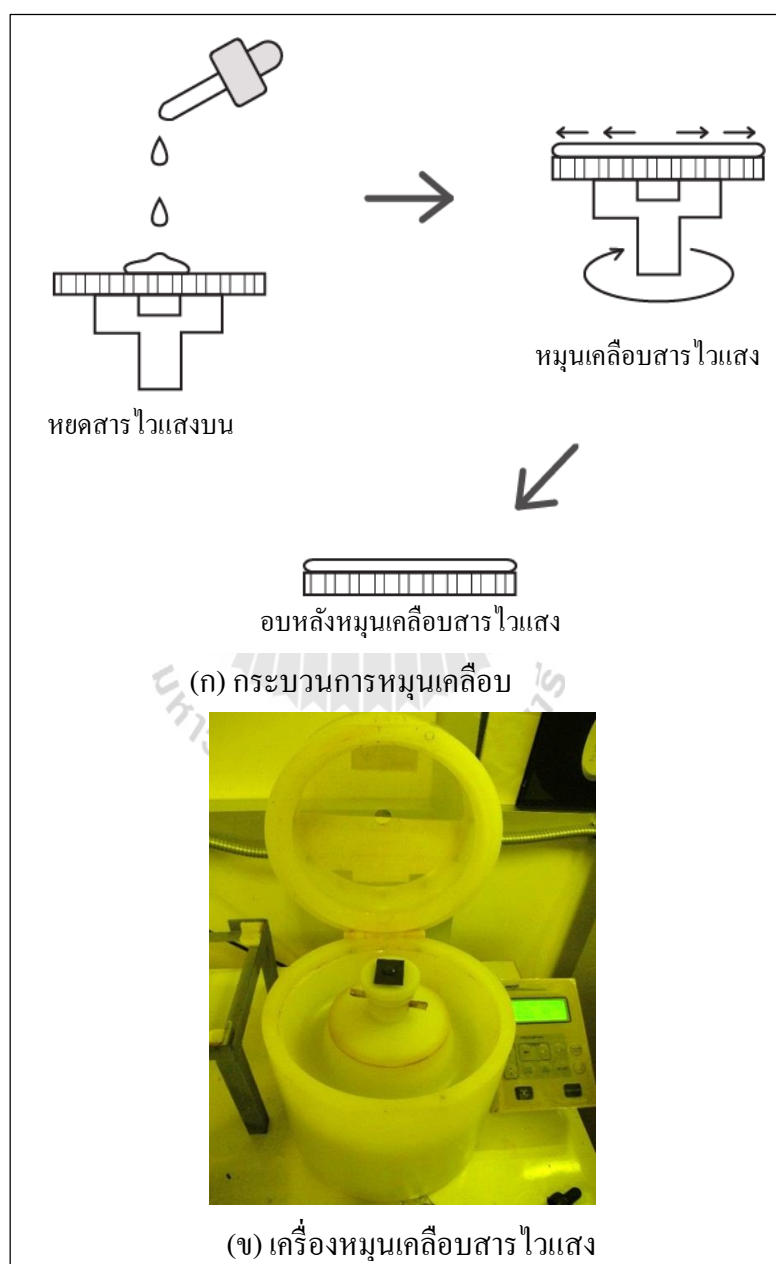 หมุนเคลือบสารไวแสง
หยดสารไวแสงบน
อบหลังหมุนเคลือบสารไวแสง
(ก) กระบวนการหมุนเคลือบ
(ข) เครื่องหมุนเคลือบสารไวแสง